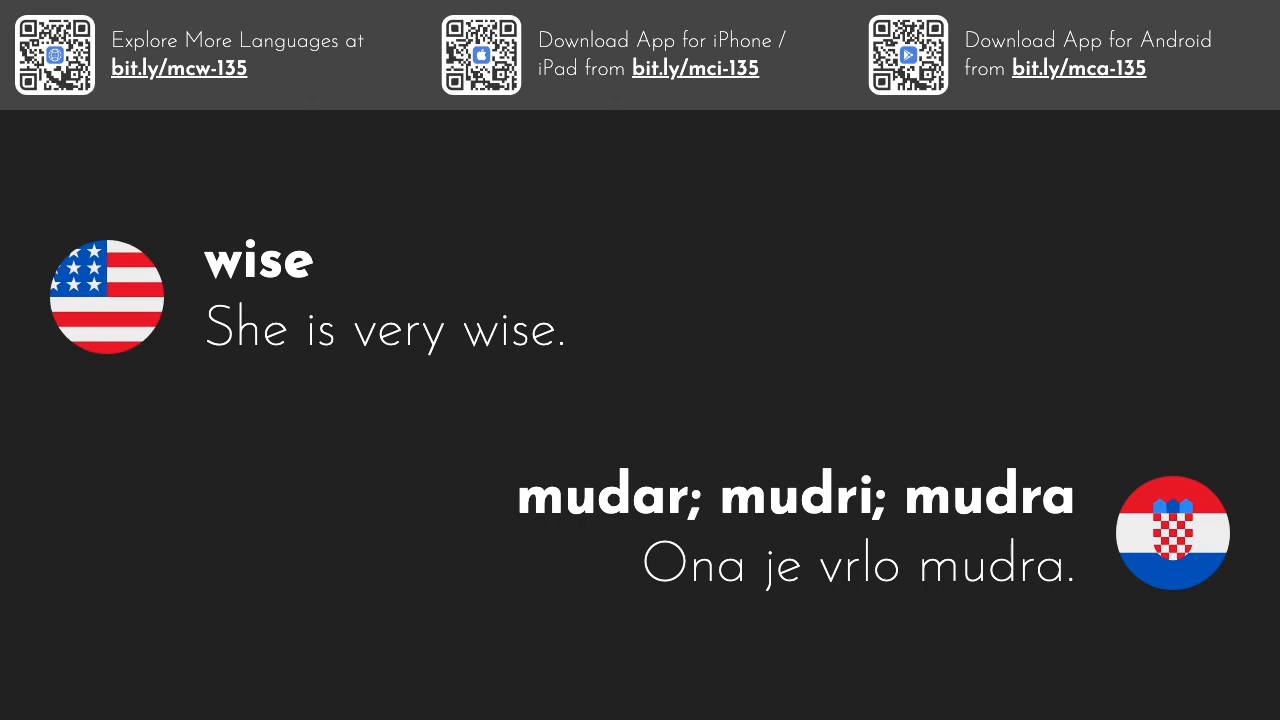 Explore More Languages at
bit.ly/mcw-135
Download App for iPhone /
iPad from bit.ly/mci-135
Download App for Android
from bit.ly/mca-135
wise
She is very wise.
mudar; mudri; mudra
Ona je vrlo mudra.